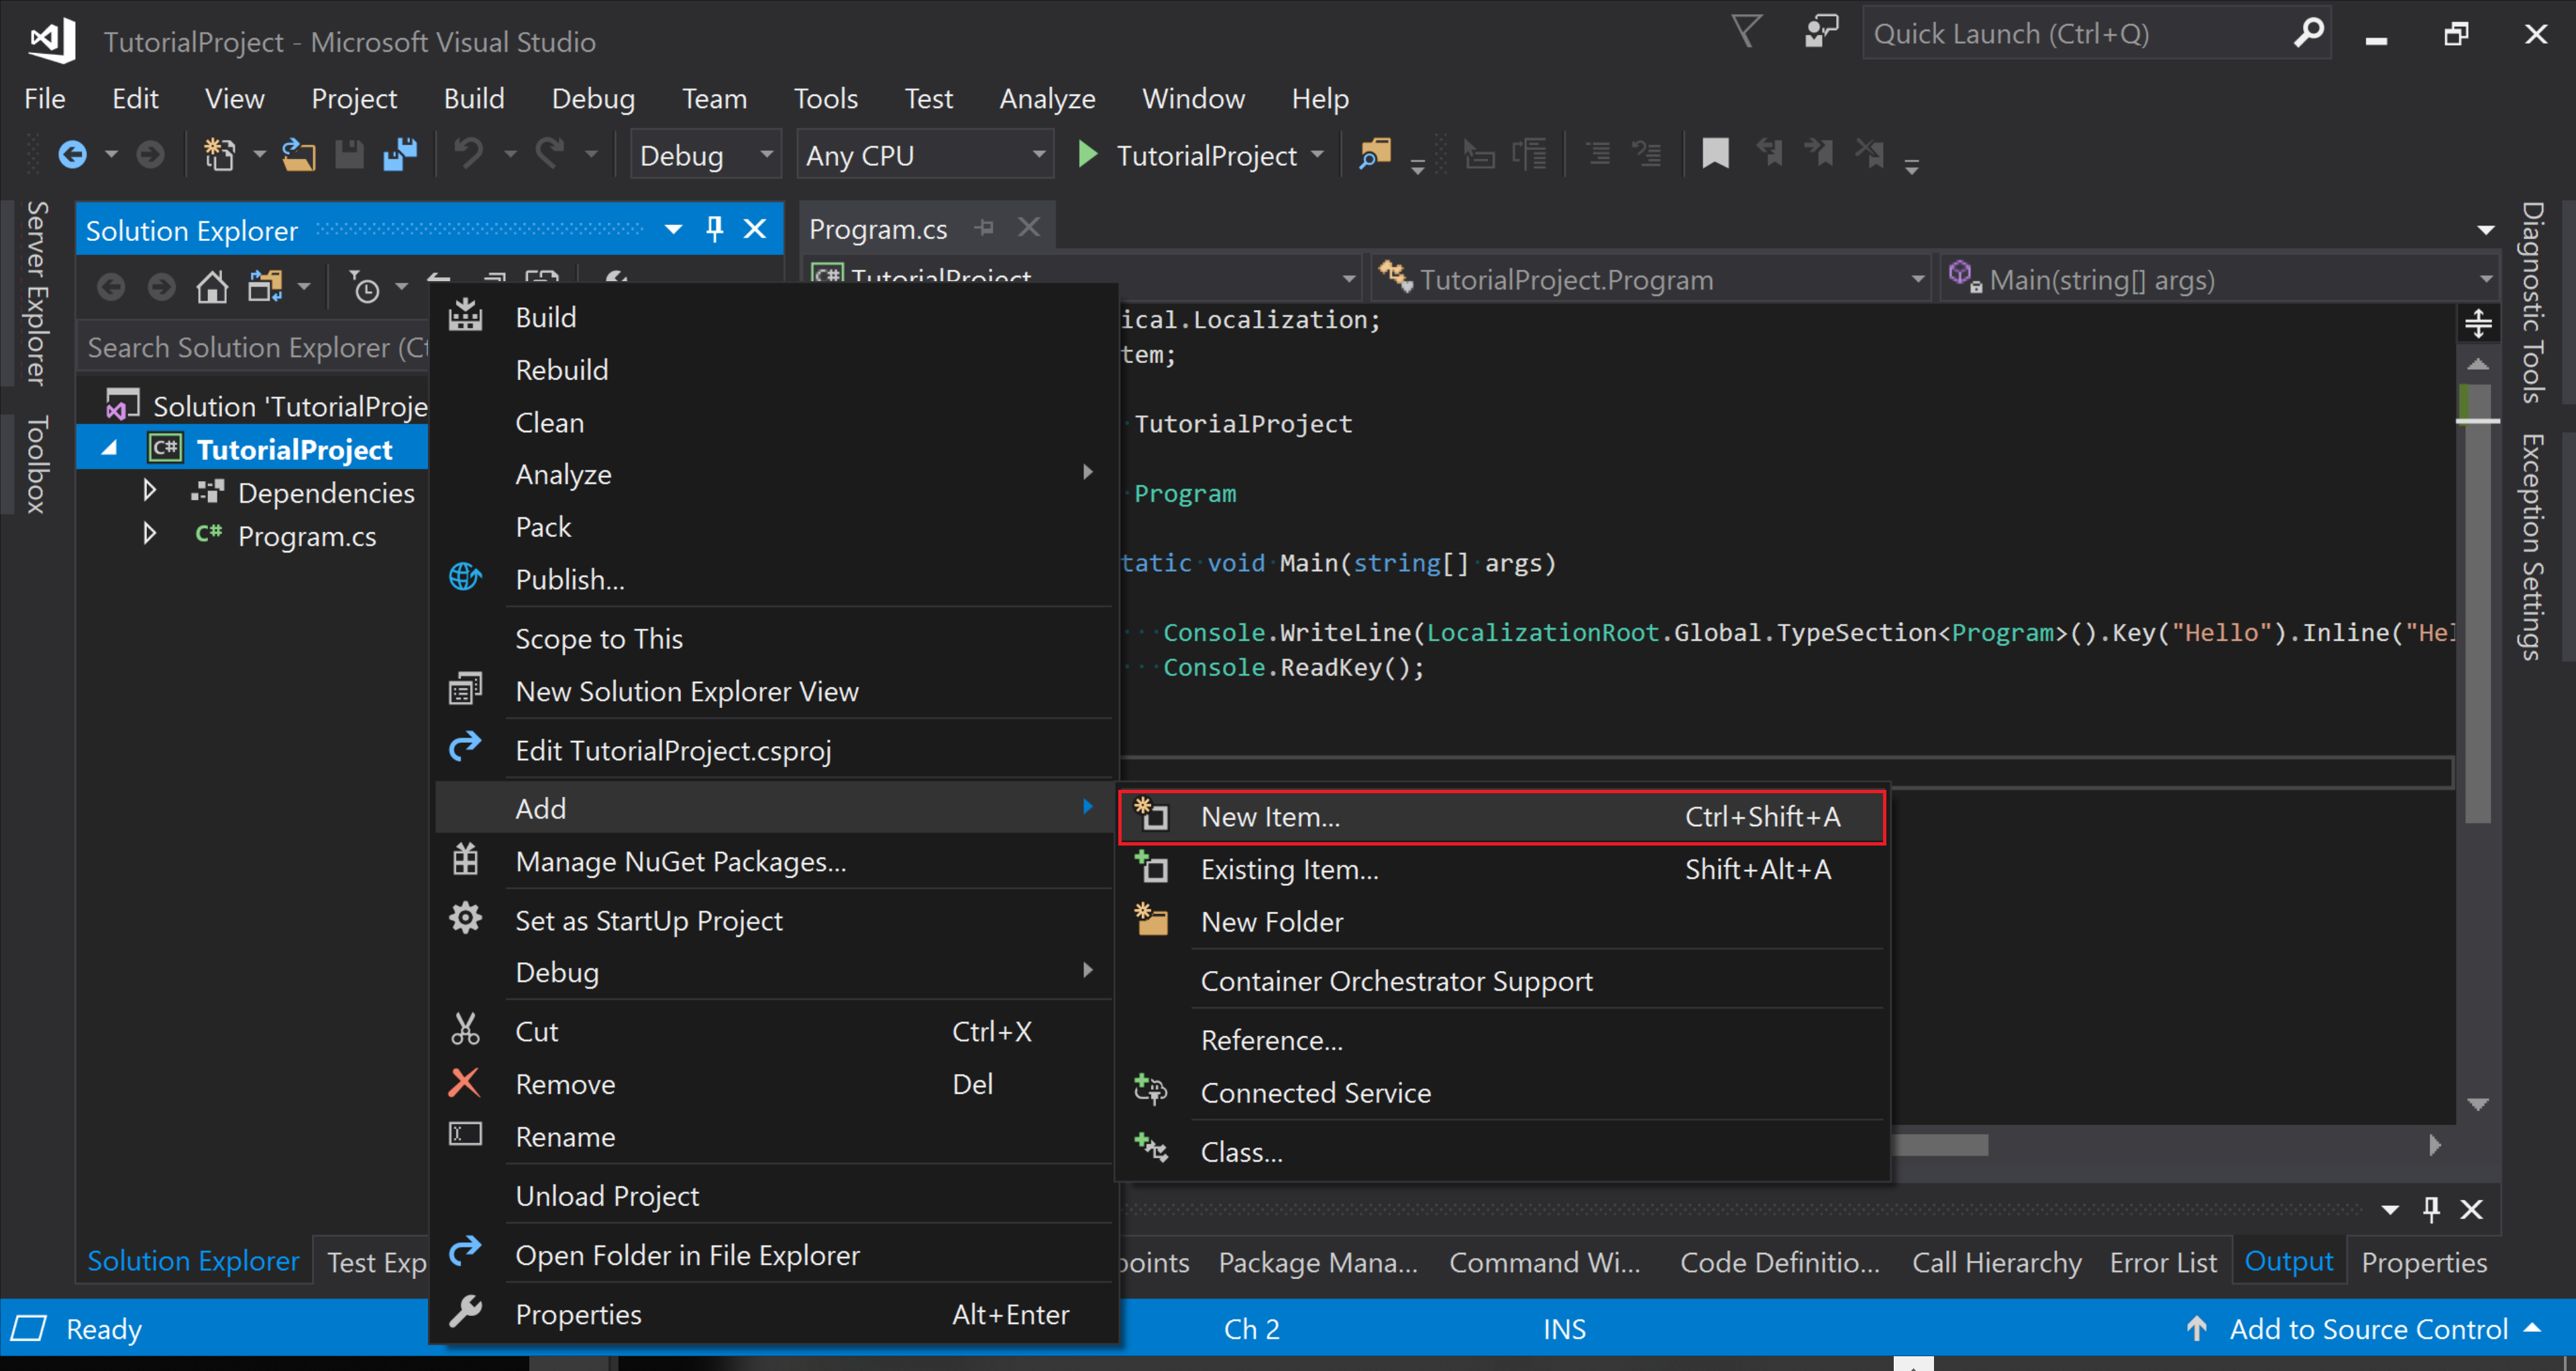 TutorialProject - Microsoft Visual Studio
Quick Launch (Ctrl+Q)
File Edit View Project Build Debug Team Tools Test Analyze Window Help
Debug Any CPU TutorialProject
Server Explorer
Toolbox
Solution Explorer
Search Solution Explorer (Ct
Solution 'TutorialProje
C# TutorialProject
Dependencies
C# Program.cs
Program.cs
C# TutorialProject
TutorialProject.Program
Main(string[] args)
ical.Localization;
tem;
TutorialProject
Program
tatic void Main(string[] args)
Console.WriteLine(LocalizationRoot.Global.TypeSection<Program>().Key("Hello").Inline("Hel
Console.ReadKey();
Build
Rebuild
Clean
Analyze
Pack
Publish...
Scope to This
New Solution Explorer View
Edit TutorialProject.csproj
Add
Manage NuGet Packages...
Set as StartUp Project
Debug
Cut Ctrl+X
Remove Del
Rename
Unload Project
Open Folder in File Explorer
Properties Alt+Enter
New Item... Ctrl+Shift+A
Existing Item... Shift+Alt+A
New Folder
Container Orchestrator Support
Reference...
Connected Service
Class...
Diagnostic Tools
Exception Settings
Solution Explorer Test Exp
points Package Mana... Command Wi... Code Definitio... Call Hierarchy Error List Output Properties
Ready Ch 2 INS Add to Source Control